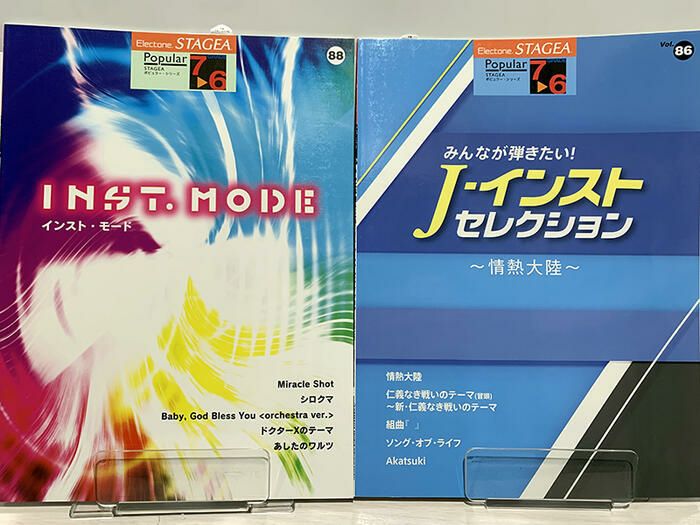 Electone STAGEA
Popular
STAGEA
ポピュラー・シリーズ
GRADE
7▶6
88
INST. MODE
インスト・モード
Miracle Shot
シロクマ
Baby, God Bless You <orchestra ver.>
ドクターXのテーマ
あしたのワルツ
Electone STAGEA
Popular
STAGEA
ポピュラー・シリーズ
GRADE
7▶6
Vol. 86
みんなが弾きたい!
J-インスト
セレクション
～情熱大陸～
情熱大陸
仁義なき戦いのテーマ(冒頭)
～新・仁義なき戦いのテーマ
組曲『 』
ソング・オブ・ライフ
Akatsuki